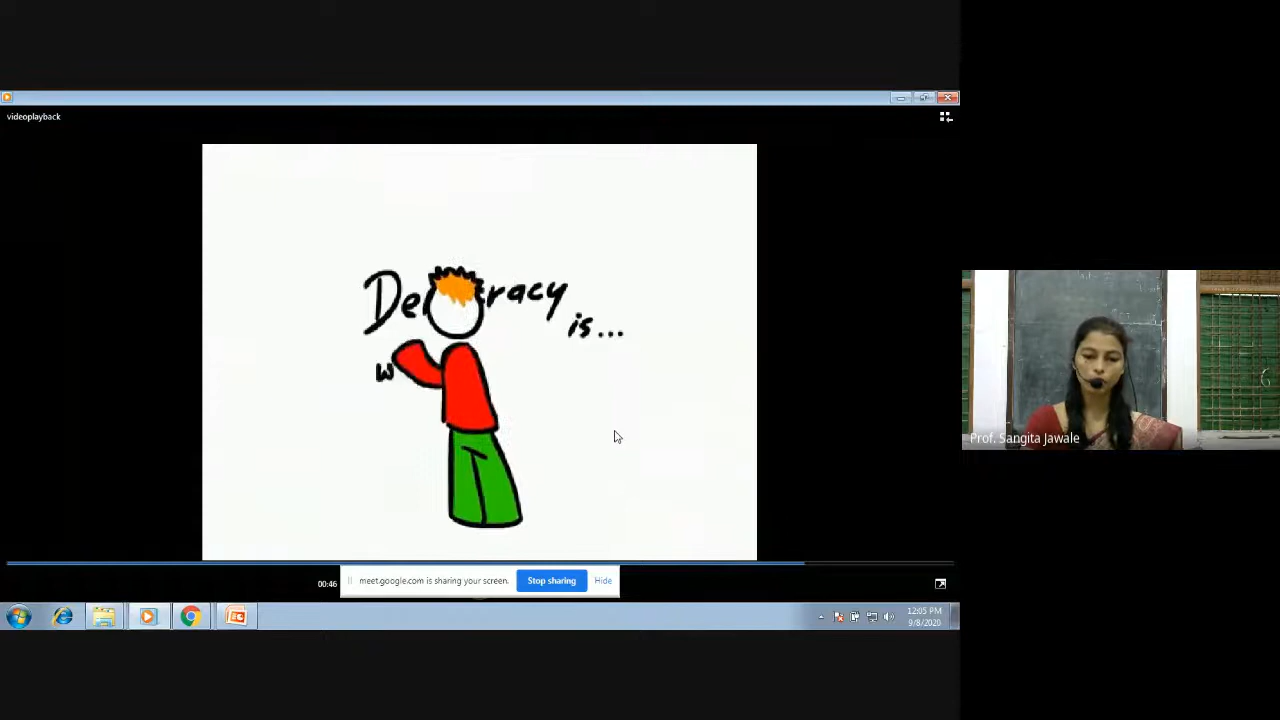 videoplayback
De racy
is...
w
Prof. Sangita Jawale
00:46
meet.google.com is sharing your screen.
Stop sharing
Hide
12:05 PM
9/8/2020